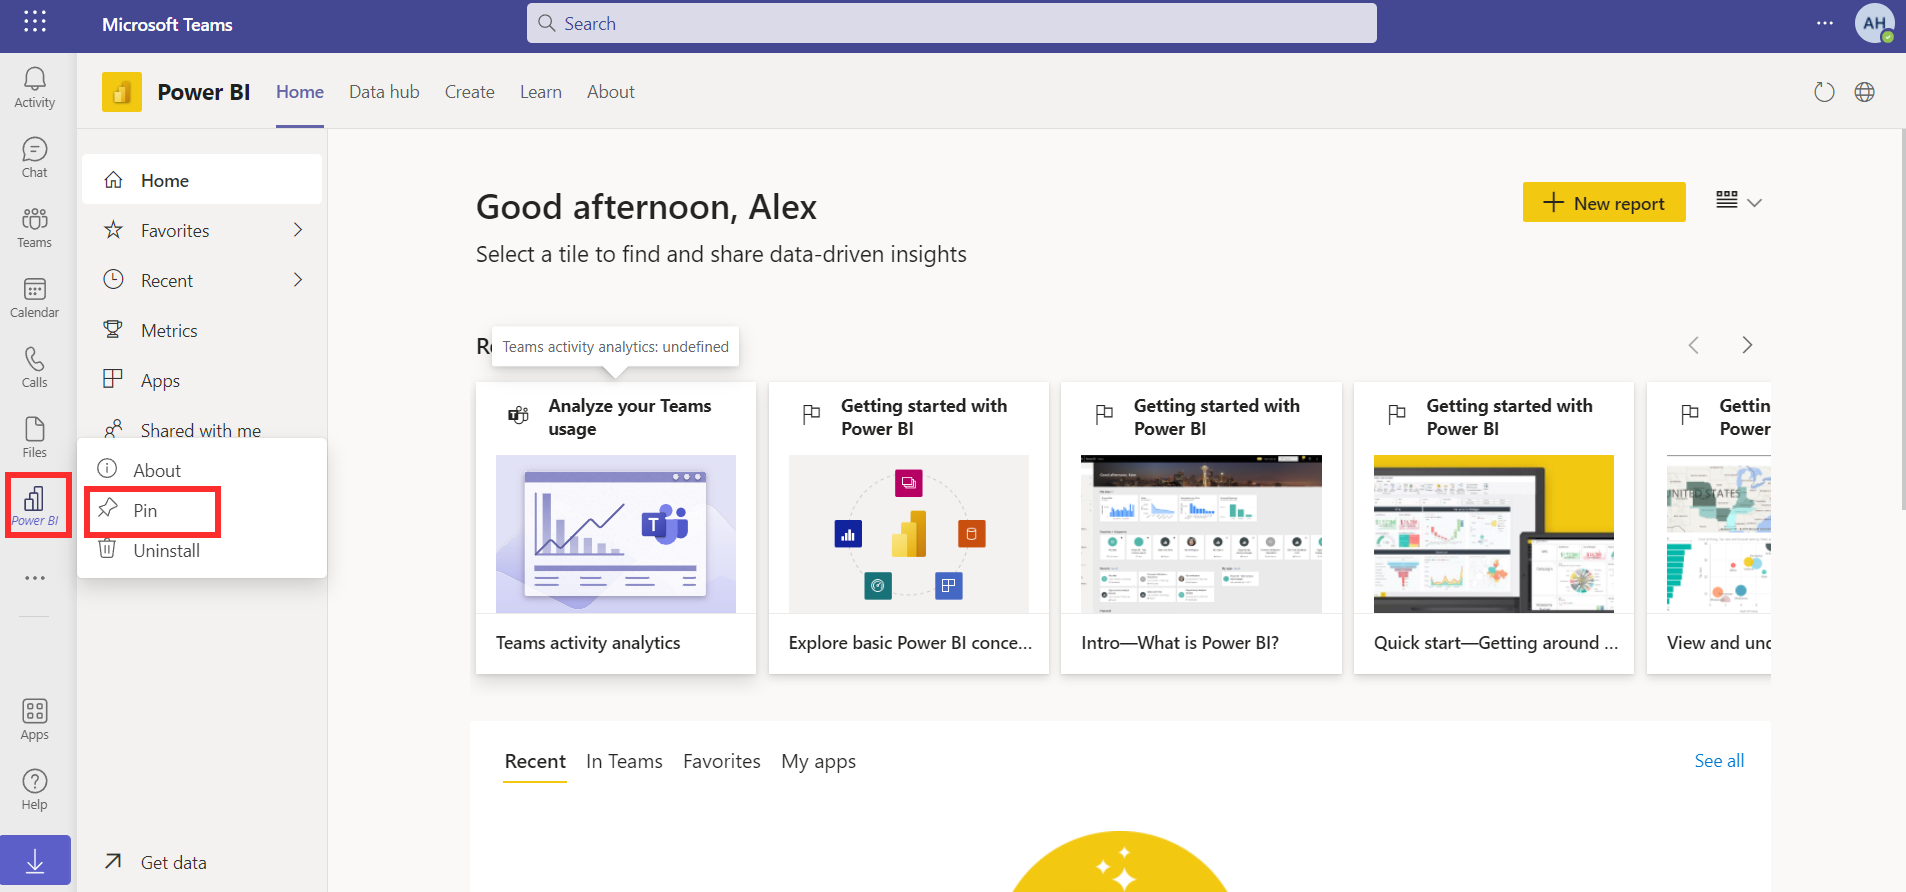 Microsoft Teams
Search
AH
Activity
Chat
Teams
Calendar
Calls
Files
Power BI
Apps
Help
Power BI
Home
Data hub
Create
Learn
About
Home
Favorites
Recent
Metrics
Apps
Shared with me
About
Pin
Uninstall
Get data
Good afternoon, Alex
Select a tile to find and share data-driven insights
New report
Teams activity analytics: undefined
Analyze your Teams
usage
T
Teams activity analytics
Getting started with
Power BI
Explore basic Power BI conce...
Getting started with
Power BI
Intro—What is Power BI?
Getting started with
Power BI
Quick start—Getting around ...
Gettin
Power
UNITED STATES
View and und
Recent
In Teams
Favorites
My apps
See all